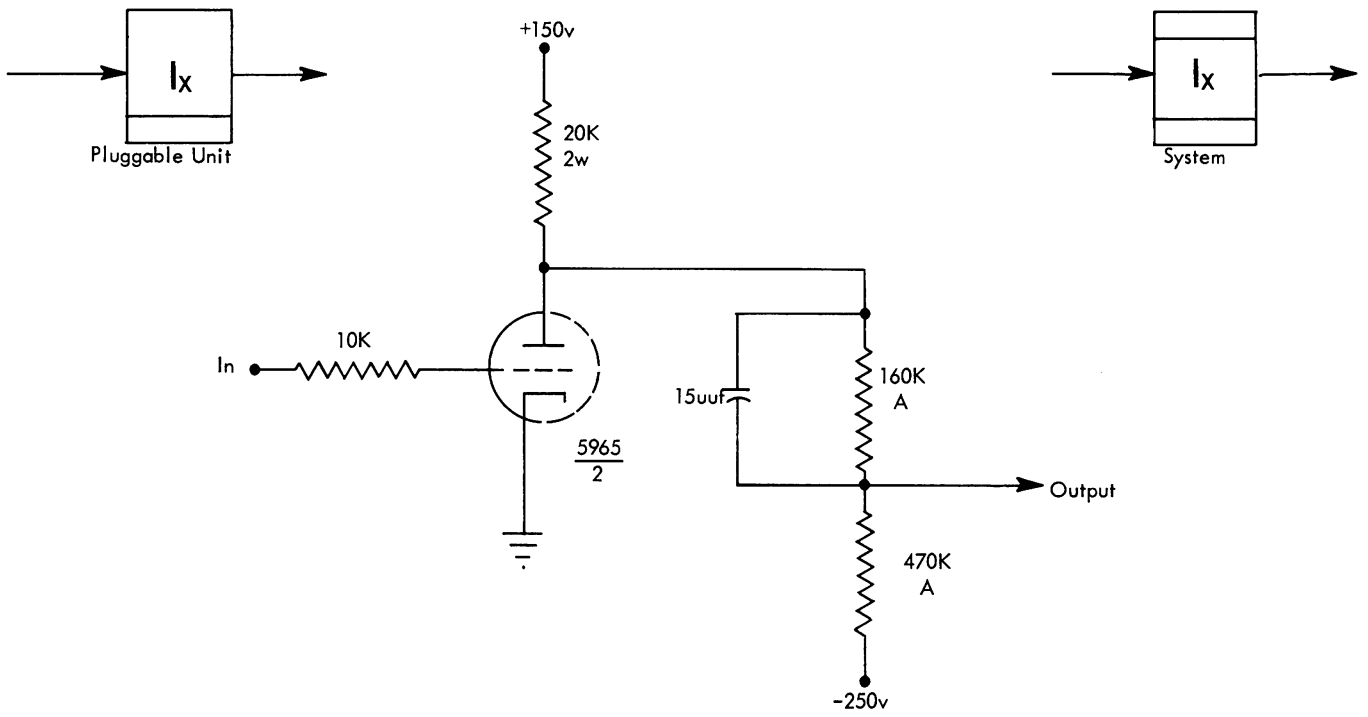 +150v
Ix
Ix
Pluggable Unit
System
20K
2w
10K
In
5965
2
15uuf
160K
A
Output
470K
A
-250v